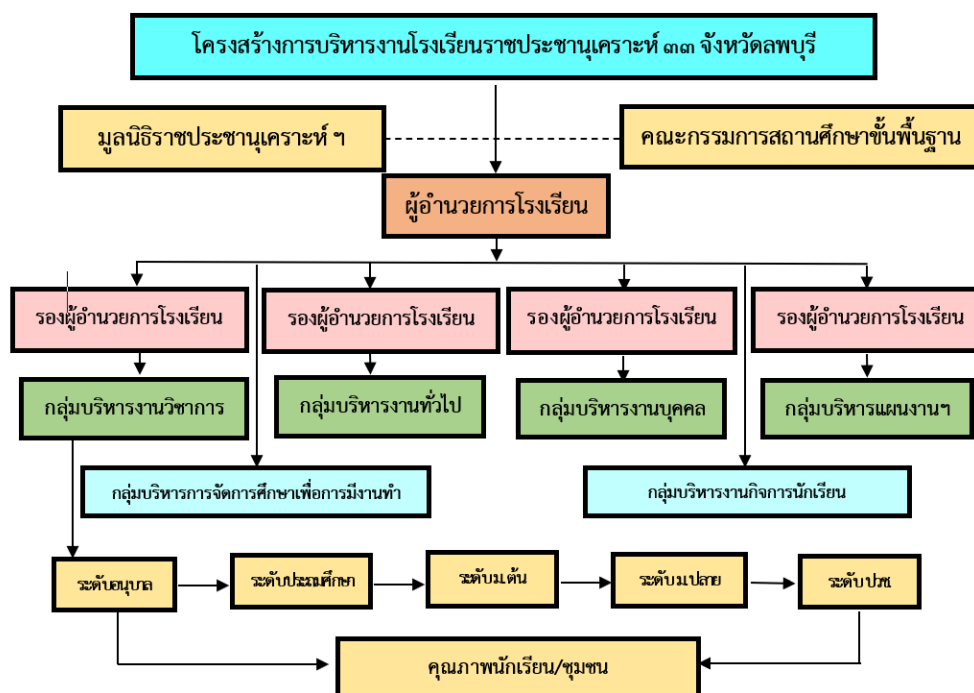 โครงสร้างการบริหารงานโรงเรียนราชประชานุเคราะห์ ๓๓ จังหวัดลพบุรี
มูลนิธิราชประชานุเคราะห์ ฯ
คณะกรรมการสถานศึกษาขั้นพื้นฐาน
ผู้อำนวยการโรงเรียน
รองผู้อำนวยการโรงเรียน
รองผู้อำนวยการโรงเรียน
รองผู้อำนวยการโรงเรียน
รองผู้อำนวยการโรงเรียน
กลุ่มบริหารงานวิชาการ
กลุ่มบริหารงานทั่วไป
กลุ่มบริหารงานบุคคล
กลุ่มบริหารแผนงานฯ
กลุ่มบริหารการจัดการศึกษาเพื่อการมีงานทำ
กลุ่มบริหารงานกิจการนักเรียน
ระดับอนุบาล
ระดับประถมศึกษา
ระดับม.ต้น
ระดับม.ปลาย
ระดับ ปวช.
คุณภาพนักเรียน/ชุมชน